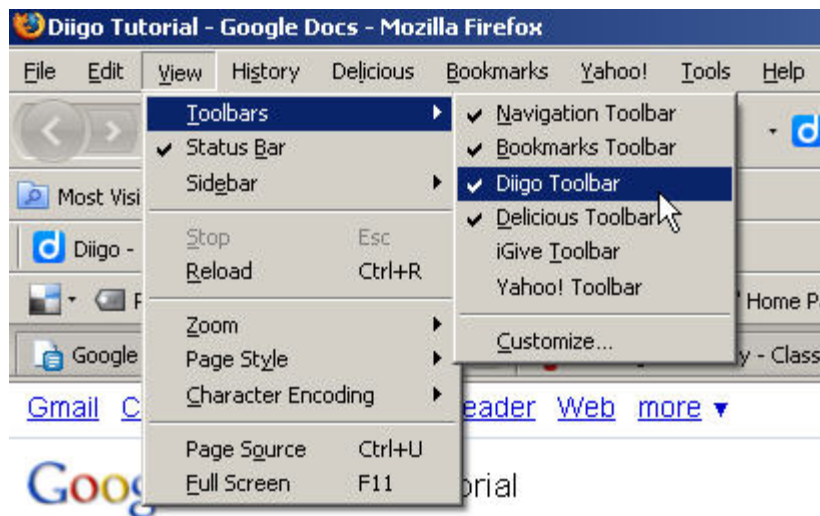 Diigo Tutorial - Google Docs - Mozilla Firefox
File Edit View History Delicious Bookmarks Yahoo! Tools Help
Toolbars
Status Bar
Sidebar
Stop Esc
Reload Ctrl+R
Zoom
Page Style
Character Encoding
Page Source Ctrl+U
Full Screen F11
Navigation Toolbar
Bookmarks Toolbar
Diigo Toolbar
Delicious Toolbar
iGive Toolbar
Yahoo! Toolbar
Customize...
Most Visi
Diigo -
Home P
Google y - Class
Gmail C eader Web more
Goog orial